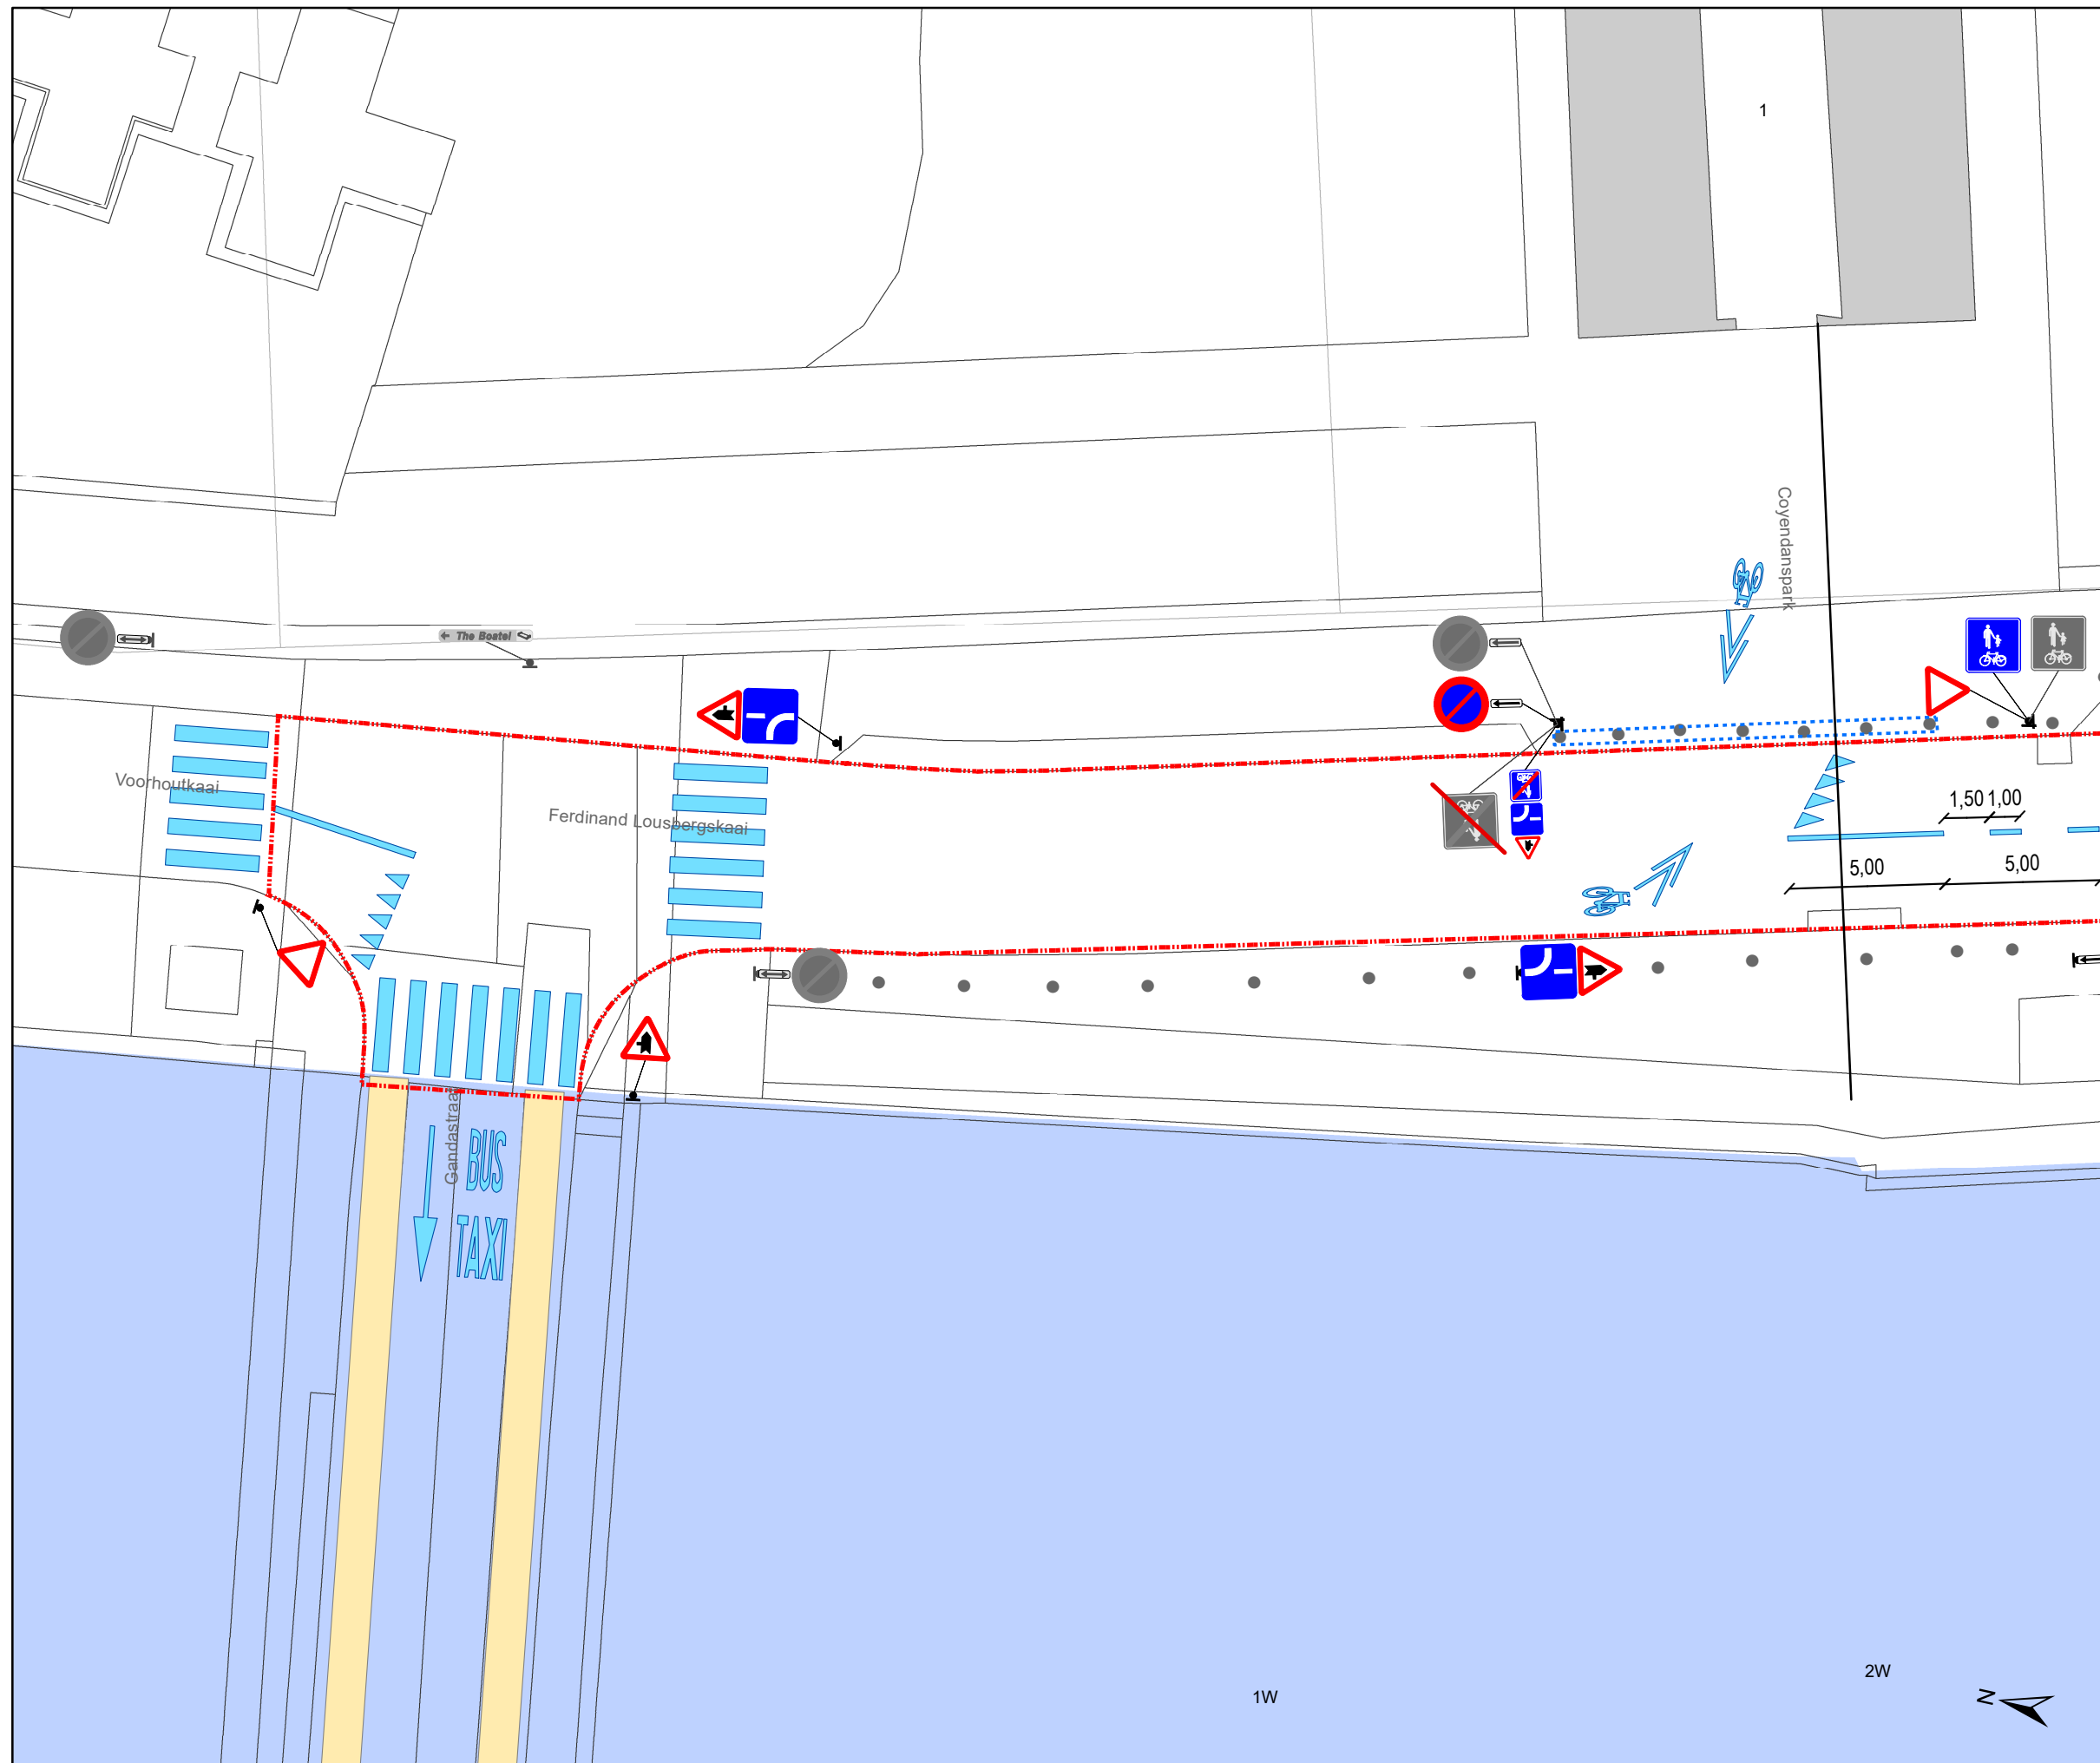 1
Coyendanspark
The Boatel
Voorhoutkaai
Ferdinand Lousbergskaai
1,50 1,00
5,00
5,00
Gandastraat
BUS
TAXI
2W
1W
N